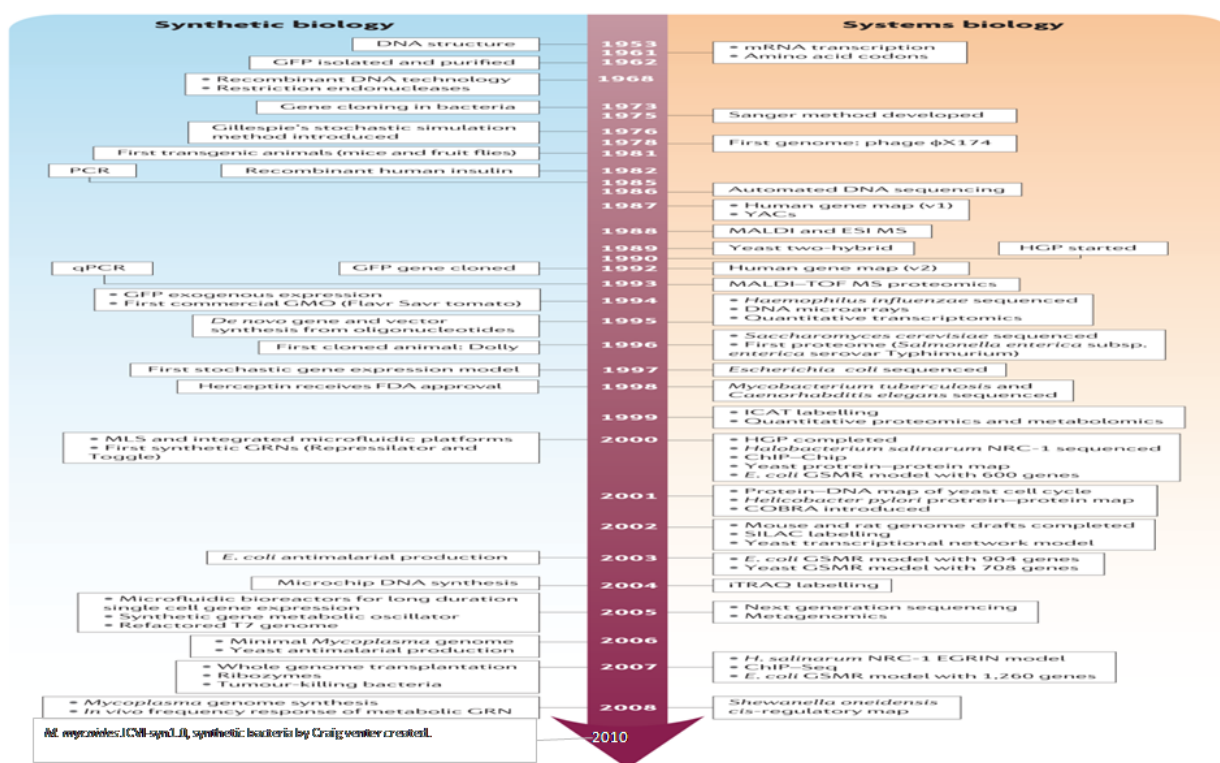 Synthetic biology
Systems biology
DNA structure
1953
1961
• mRNA transcription
• Amino acid codons
GFP isolated and purified
1962
• Recombinant DNA technology
• Restriction endonucleases
1968
Gene cloning in bacteria
1973
1975
Sanger method developed
Gillespie's stochastic simulation
method introduced
1976
1978
First genome: phage ϕX174
First transgenic animals (mice and fruit flies)
1981
PCR
Recombinant human insulin
1982
1985
1986
Automated DNA sequencing
1987
• Human gene map (v1)
• YACs
1988
MALDI and ESI MS
1989
Yeast two-hybrid
HGP started
1990
qPCR
GFP gene cloned
1992
Human gene map (v2)
1993
MALDI–TOF MS proteomics
• GFP exogenous expression
• First commercial GMO (Flavr Savr tomato)
1994
• Haemophilus influenzae sequenced
• DNA microarrays
• Quantitative transcriptomics
De novo gene and vector
synthesis from oligonucleotides
1995
First cloned animal: Dolly
1996
• Saccharomyces cerevisiae sequenced
• First proteome (Salmonella enterica subsp.
enterica serovar Typhimurium)
First stochastic gene expression model
1997
Escherichia coli sequenced
Herceptin receives FDA approval
1998
Mycobacterium tuberculosis and
Caenorhabditis elegans sequenced
1999
• ICAT labelling
• Quantitative proteomics and metabolomics
• MLS and integrated microfluidic platforms
• First synthetic GRNs (Repressilator and
Toggle)
2000
• HGP completed
• Halobacterium salinarum NRC-1 sequenced
• ChIP–Chip
• Yeast protrein–protein map
• E. coli GSMR model with 600 genes
2001
• Protein–DNA map of yeast cell cycle
• Helicobacter pylori protrein–protein map
• COBRA introduced
2002
• Mouse and rat genome drafts completed
• SILAC labelling
• Yeast transcriptional network model
E. coli antimalarial production
2003
• E. coli GSMR model with 904 genes
• Yeast GSMR model with 708 genes
Microchip DNA synthesis
2004
iTRAQ labelling
• Microfluidic bioreactors for long duration
single cell gene expression
• Synthetic gene metabolic oscillator
• Refactored T7 genome
2005
• Next generation sequencing
• Metagenomics
• Minimal Mycoplasma genome
• Yeast antimalarial production
2006
• Whole genome transplantation
• Ribozymes
• Tumour-killing bacteria
2007
• H. salinarum NRC-1 EGRIN model
• ChIP–Seq
• E. coli GSMR model with 1,260 genes
• Mycoplasma genome synthesis
• In vivo frequency response of metabolic GRN
2008
Shewanella oneidensis
cis-regulatory map
M. mycoides JCVI-syn1.0, synthetic bacteria by Craig venter created.
2010